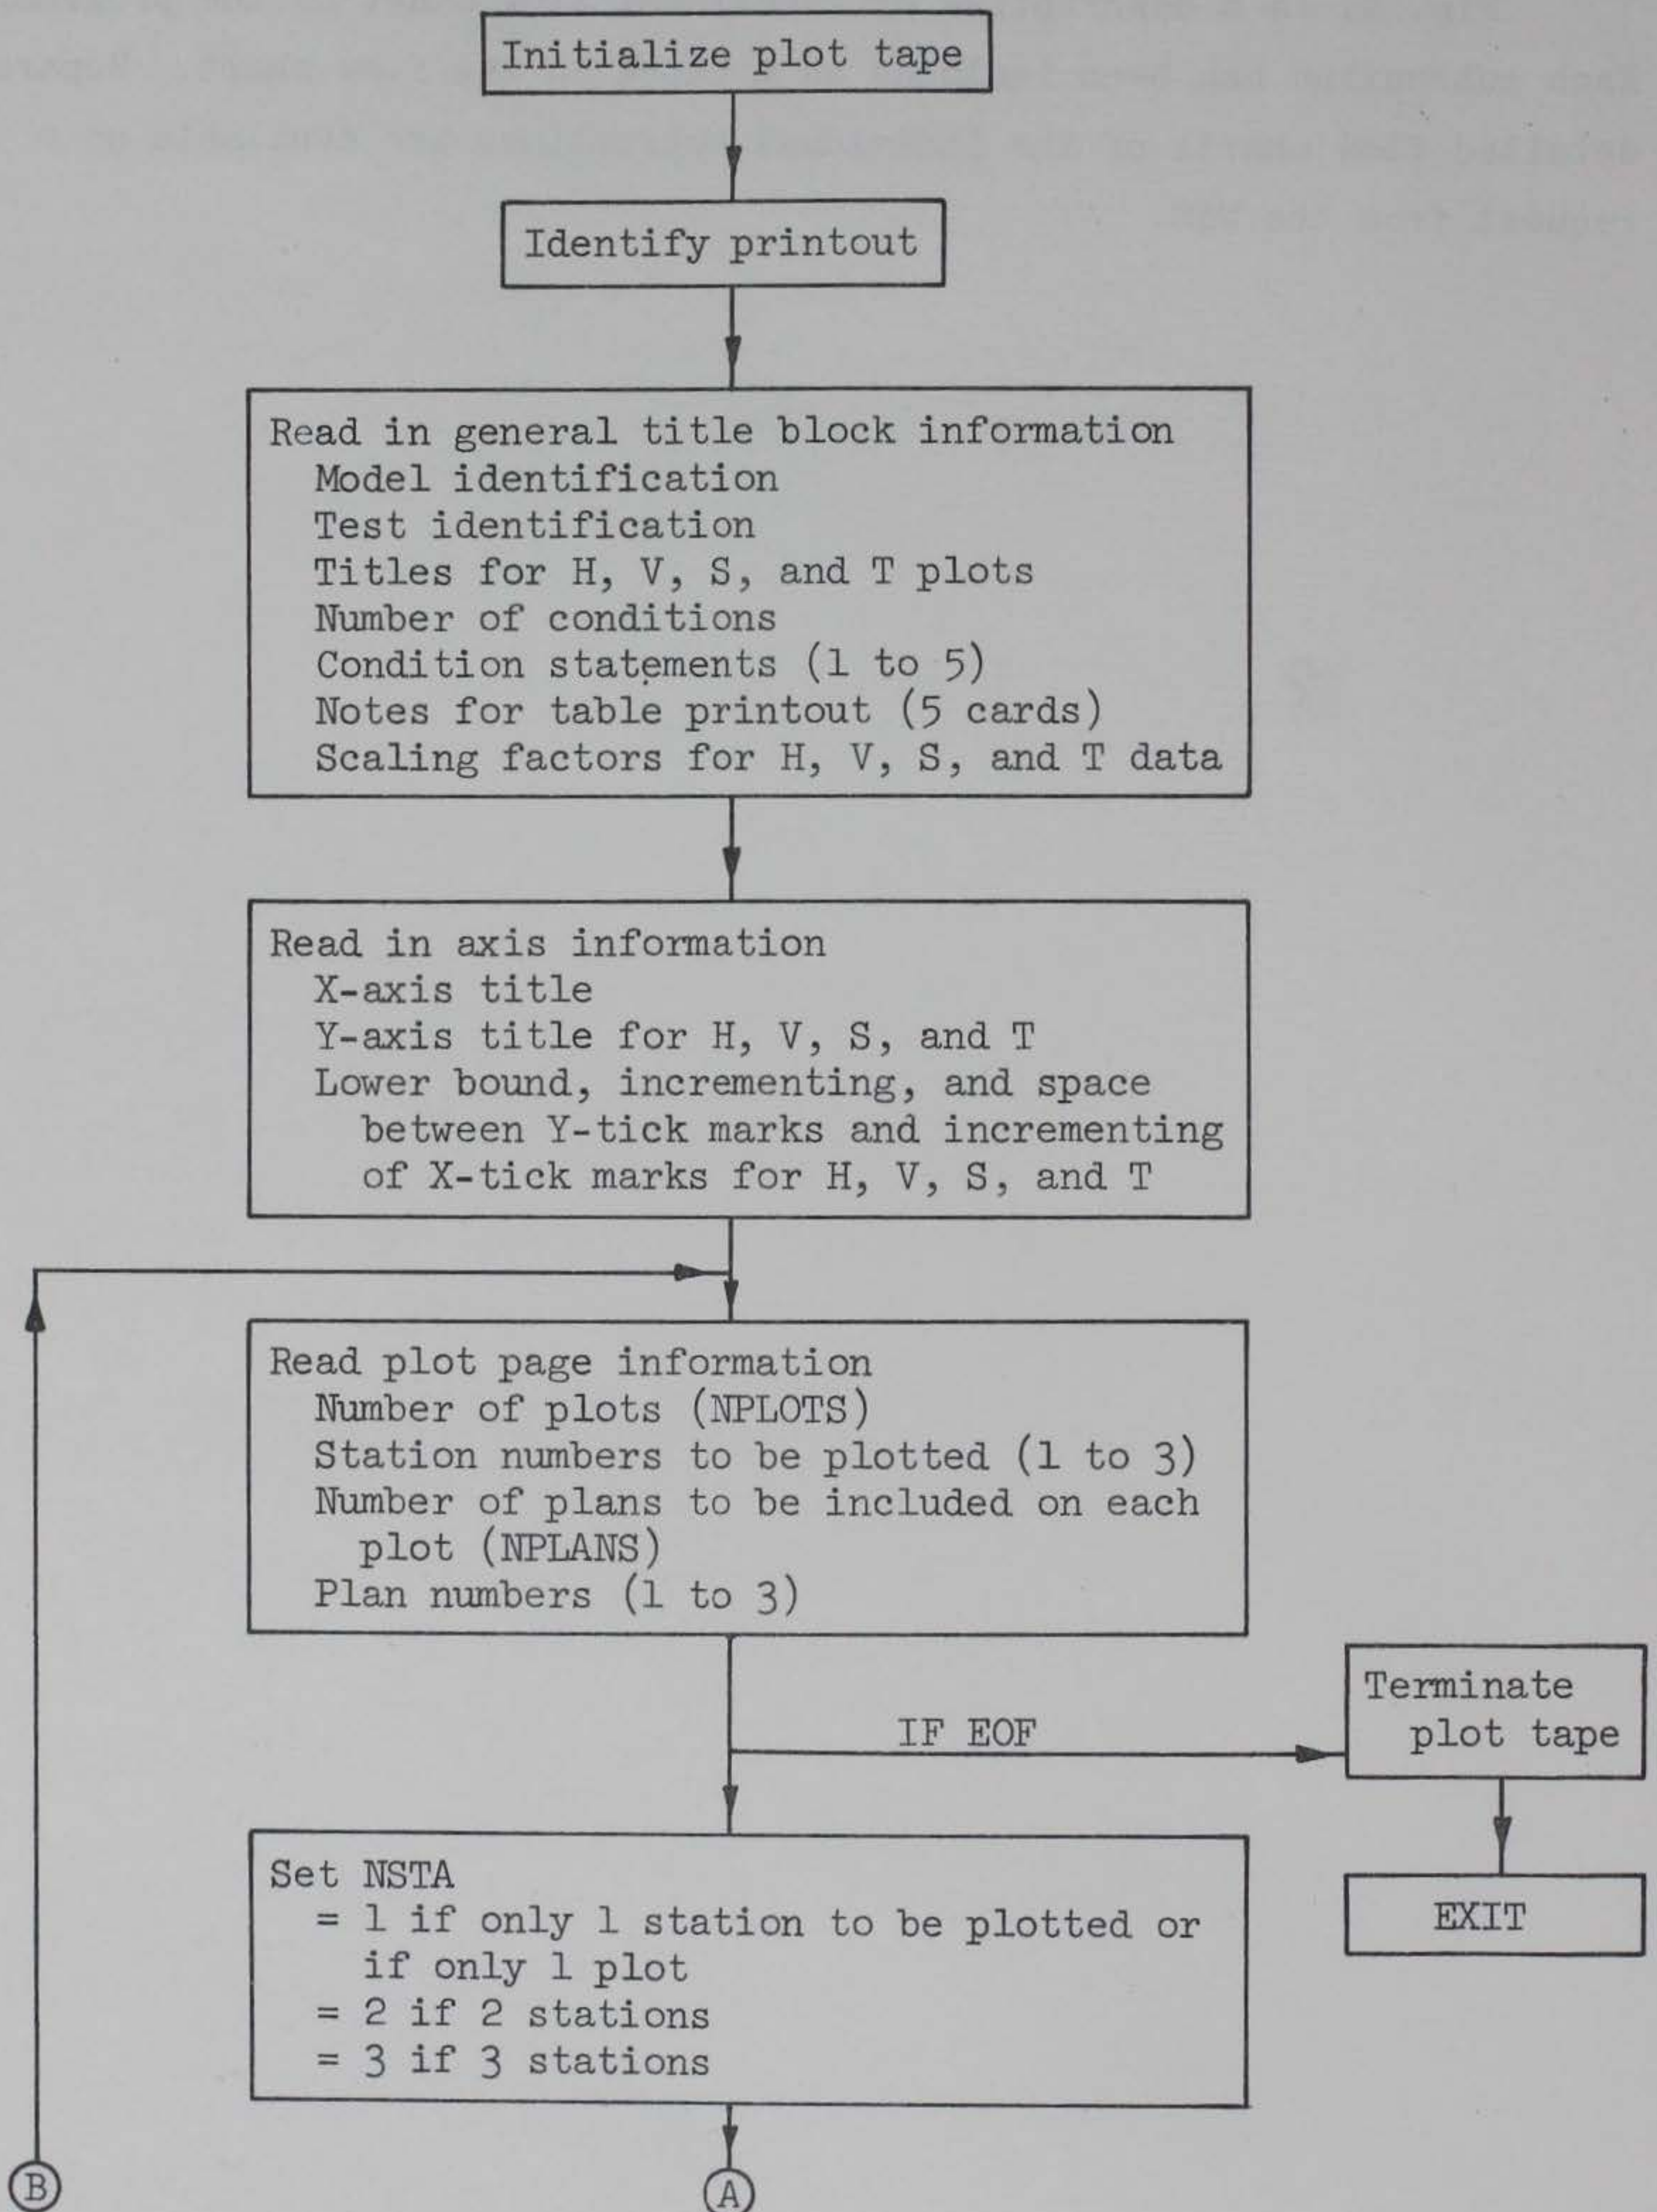 Initialize plot tape
Identify printout
Read in general title block information
Model identification
Test identification
Titles for H, V, S, and T plots
Number of conditions
Condition statements (1 to 5)
Notes for table printout (5 cards)
Scaling factors for H, V, S, and T data
Read in axis information
X-axis title
Y-axis title for H, V, S, and T
Lower bound, incrementing, and space
between Y-tick marks and incrementing
of X-tick marks for H, V, S, and T
Read plot page information
Number of plots (NPLOTS)
Station numbers to be plotted (1 to 3)
Number of plans to be included on each
plot (NPLANS)
Plan numbers (1 to 3)
IF EOF
Terminate
plot tape
EXIT
Set NSTA
= 1 if only 1 station to be plotted or
if only 1 plot
= 2 if 2 stations
= 3 if 3 stations
B
A